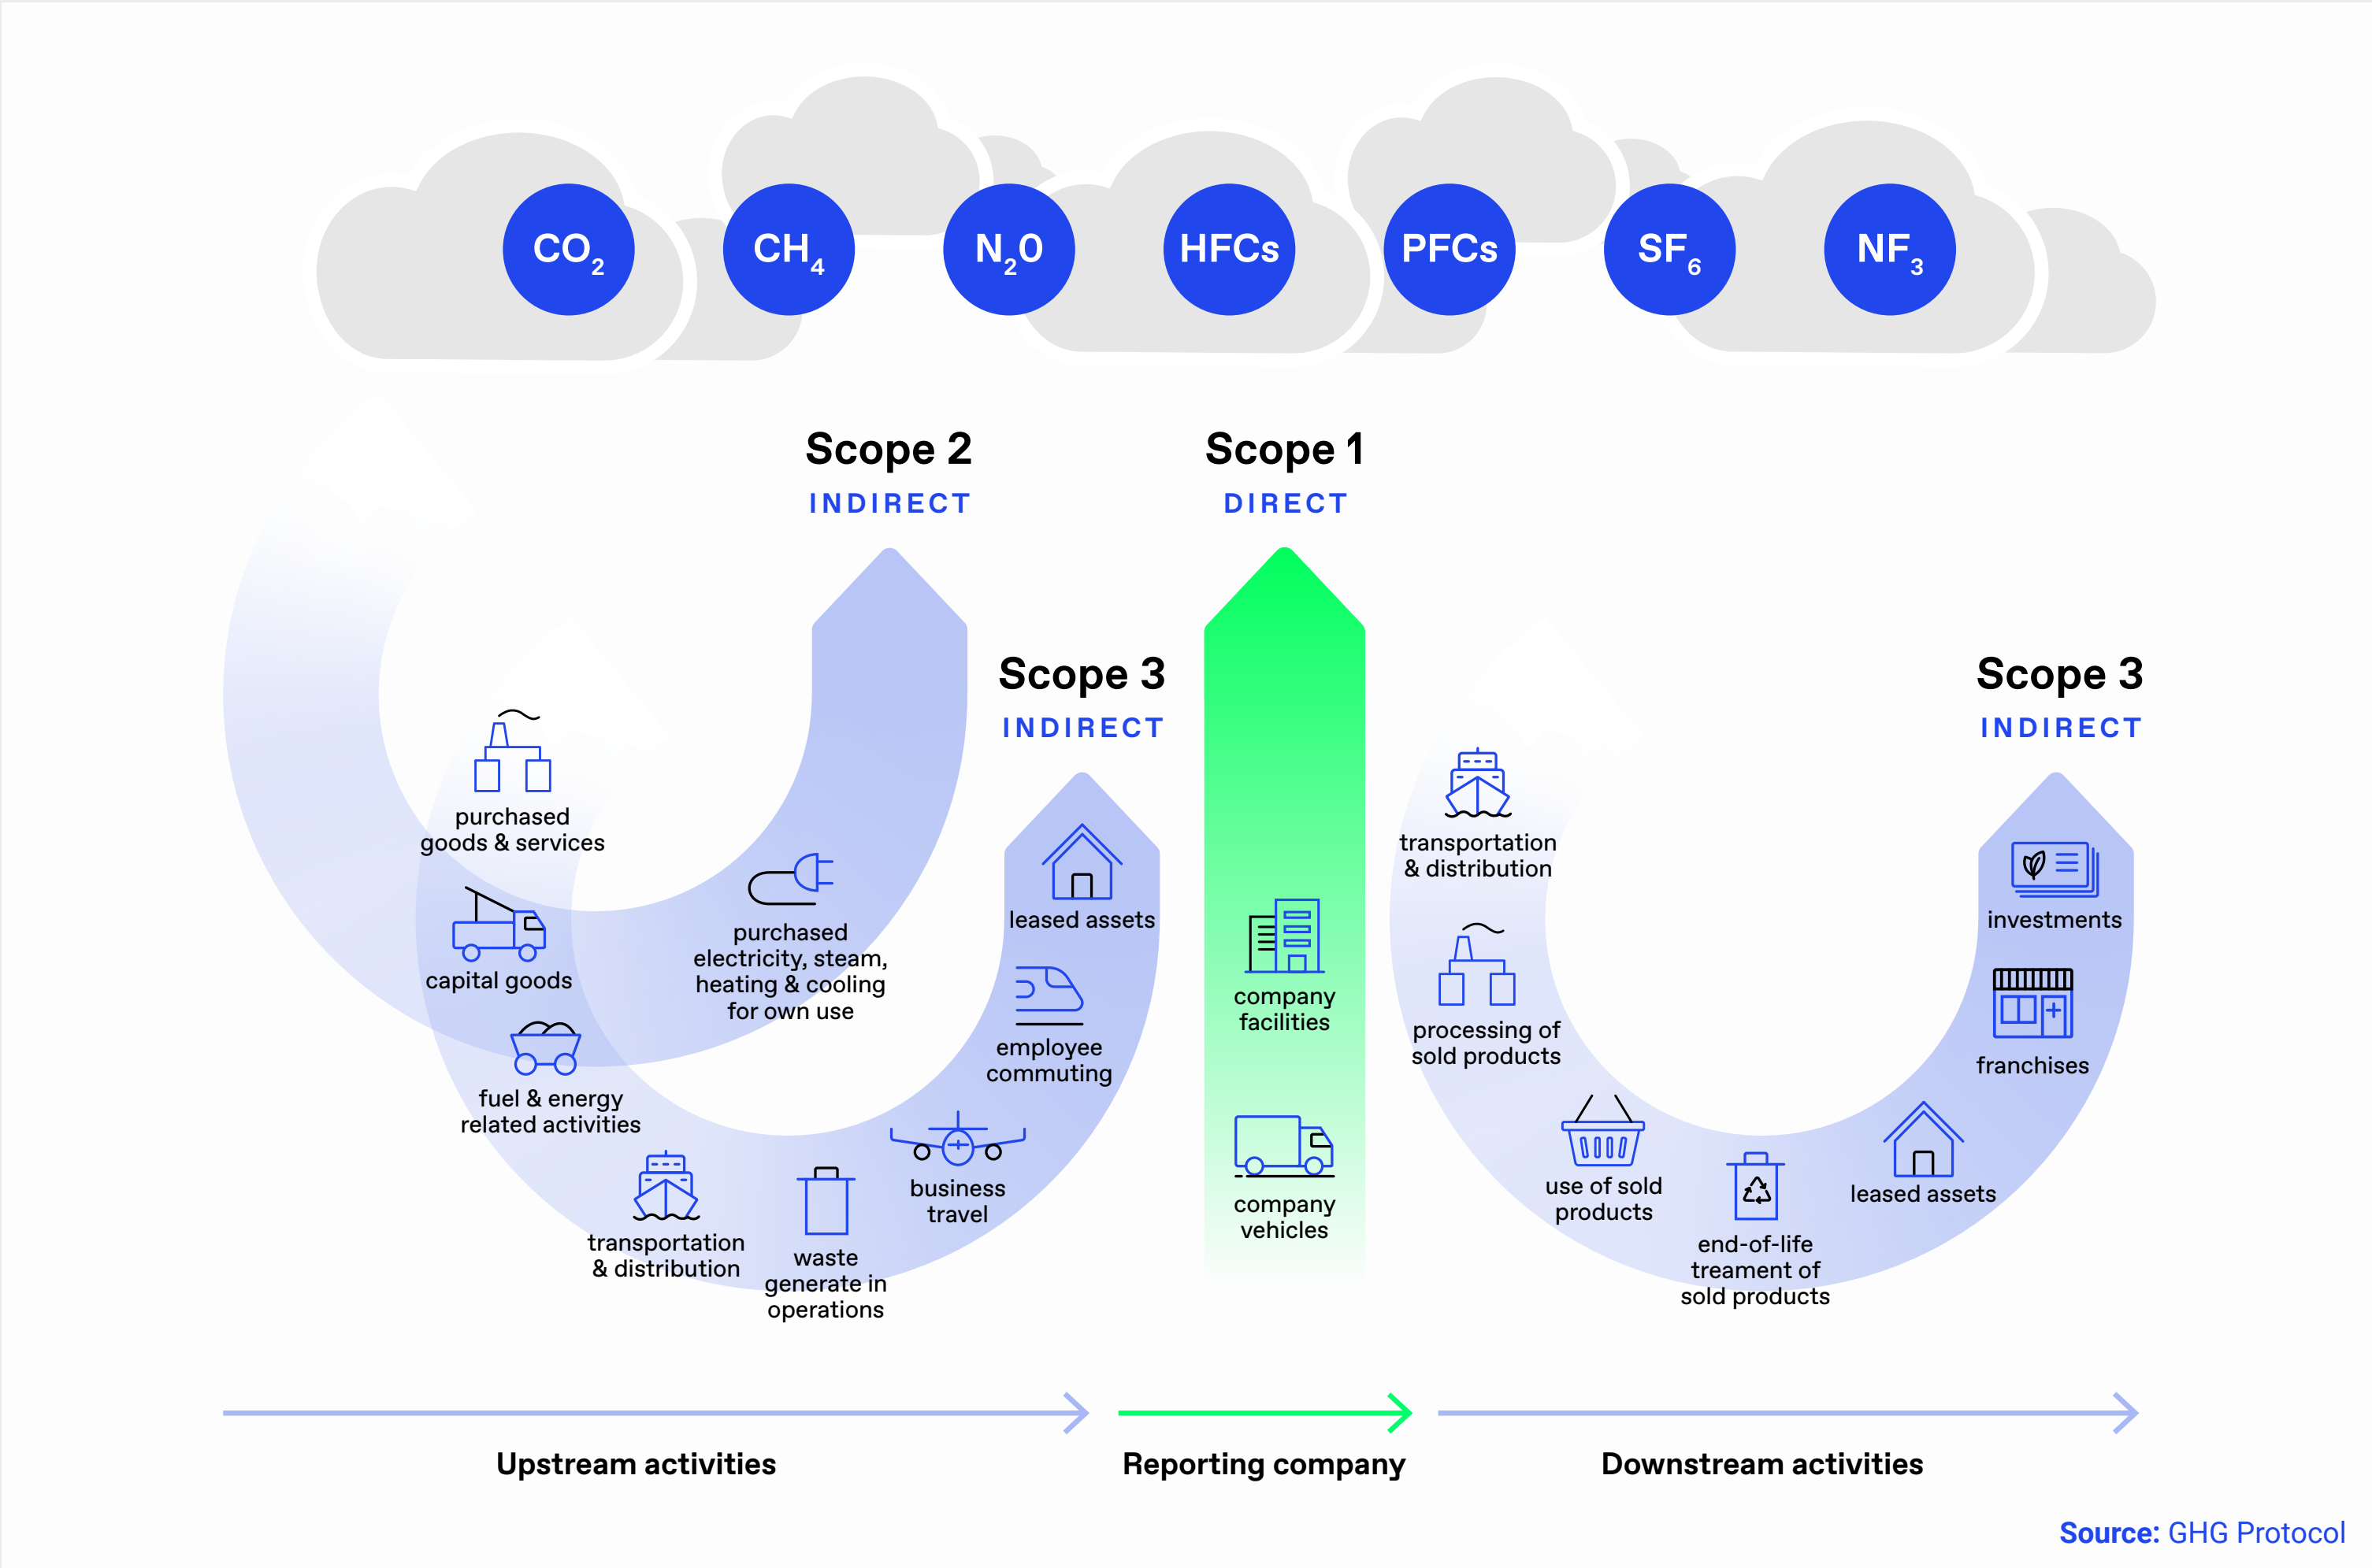 CO2
CH4
N20
HFCs
PFCs
SF6
NF3
Scope 2
INDIRECT
Scope 1
DIRECT
Scope 3
INDIRECT
Scope 3
INDIRECT
purchased
goods & services
capital goods
fuel & energy
related activities
transportation
& distribution
waste
generate in
operations
business
travel
employee
commuting
leased assets
purchased
electricity, steam,
heating & cooling
for own use
company
facilities
company
vehicles
transportation
& distribution
processing of
sold products
use of sold
products
end-of-life
treament of
sold products
leased assets
franchises
investments
Upstream activities
Reporting company
Downstream activities
Source: GHG Protocol